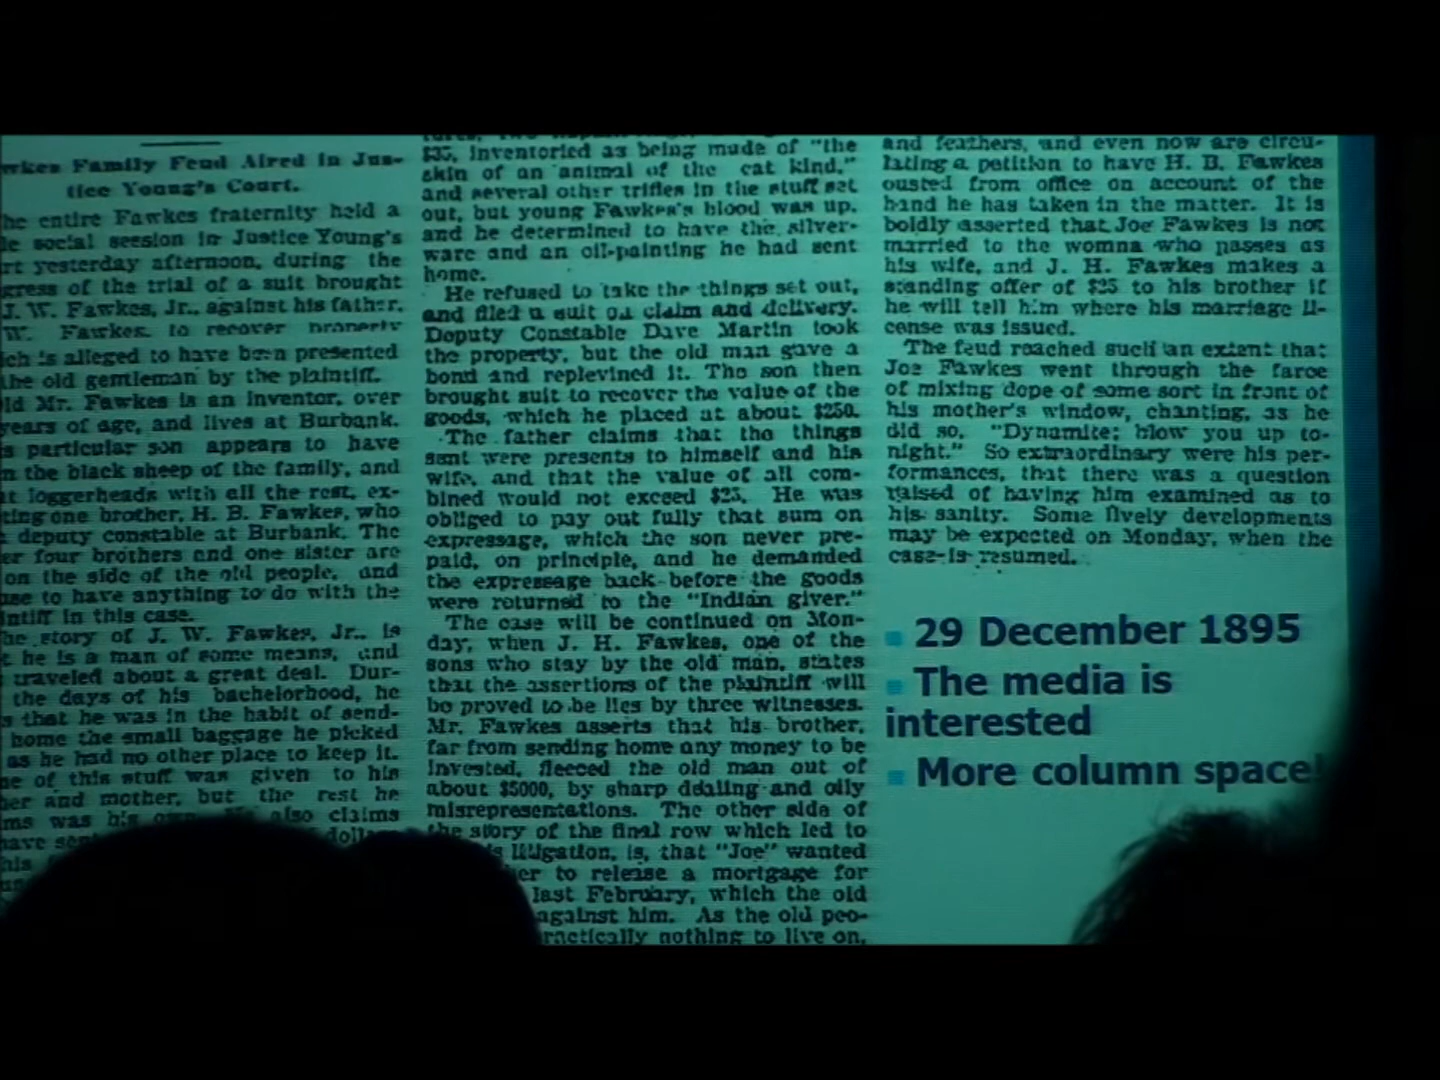 wkes Family Feud Aired in Jus-
tice Young's Court.
he entire Fawkes fraternity held a
le social seesion in Justice Young's
rt yesterday afternoon, during the
gress of the trial of a suit brought
J. W. Fawkes, Jr., against his father,
W. Fawkes, to recover property
ich is alleged to have been presented
the old gentleman by the plaintiff.
ld Mr. Fawkes is an inventor, over
years of age, and lives at Burbank.
s particular son appears to have
n the black sheep of the family, and
at loggerheads with all the rest, ex-
ting one brother, H. B. Fawkes, who
deputy constable at Burbank. The
er four brothers and one sister are
on the side of the old people, and
use to have anything to do with the
intiff in this case.
he story of J. W. Fawkes, Jr., is
t he is a man of some means, and
traveled about a great deal. Dur-
the days of his bachelorhood, he
s that he was in the habit of send-
home the small baggage he picked
as he had no other place to keep it.
e of this stuff was given to his
her and mother, but the rest he
ms was his own. He also claims
have sent
his
$35, inventoried as being made of "the
skin of an animal of the cat kind,"
and several other trifles in the stuff set
out, but young Fawkes's blood was up,
and he determined to have the silver-
ware and an oil-painting he had sent
home.
He refused to take the things set out,
and filed a suit on claim and delivery.
Deputy Constable Dave Martin took
the property, but the old man gave a
bond and replevined it. The son then
brought suit to recover the value of the
goods, which he placed at about $250.
The father claims that the things
sent were presents to himself and his
wife, and that the value of all com-
bined would not exceed $25. He was
obliged to pay out fully that sum on
expressage, which the son never pre-
paid, on principle, and he demanded
the expressage back before the goods
were returned to the "Indian giver."
The case will be continued on Mon-
day, when J. H. Fawkes, one of the
sons who stay by the old man, states
that the assertions of the plaintiff will
be proved to be lies by three witnesses.
Mr. Fawkes asserts that his brother,
far from sending home any money to be
invested, fleeced the old man out of
about $5000, by sharp dealing and oily
misrepresentations. The other side of
the story of the final row which led to
is litigation, is, that "Joe" wanted
her to release a mortgage for
last February, which the old
against him. As the old peo-
ractically nothing to live on,
and feathers, and even now are circu-
lating a petition to have H. B. Fawkes
ousted from office on account of the
hand he has taken in the matter. It is
boldly asserted that Joe Fawkes is not
married to the womna who passes as
his wife, and J. H. Fawkes makes a
standing offer of $25 to his brother if
he will tell him where his marriage li-
cense was issued.
The feud reached such an extent that
Joe Fawkes went through the farce
of mixing dope of some sort in front of
his mother's window, chanting, as he
did so, "Dynamite; blow you up to-
night." So extraordinary were his per-
formances, that there was a question
raised of having him examined as to
his sanity. Some lively developments
may be expected on Monday, when the
case is resumed.
29 December 1895
The media is
interested
More column space!